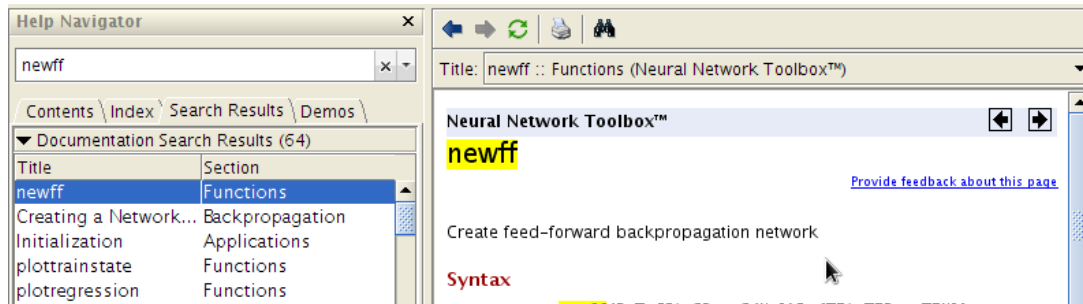 Help Navigator
newff
Contents Index Search Results Demos
Documentation Search Results (64)
Title Section
newff Functions
Creating a Network... Backpropagation
Initialization Applications
plottrainstate Functions
plotregression Functions
Title: newff :: Functions (Neural Network Toolbox™)
Neural Network Toolbox™
newff
Provide feedback about this page
Create feed-forward backpropagation network
Syntax